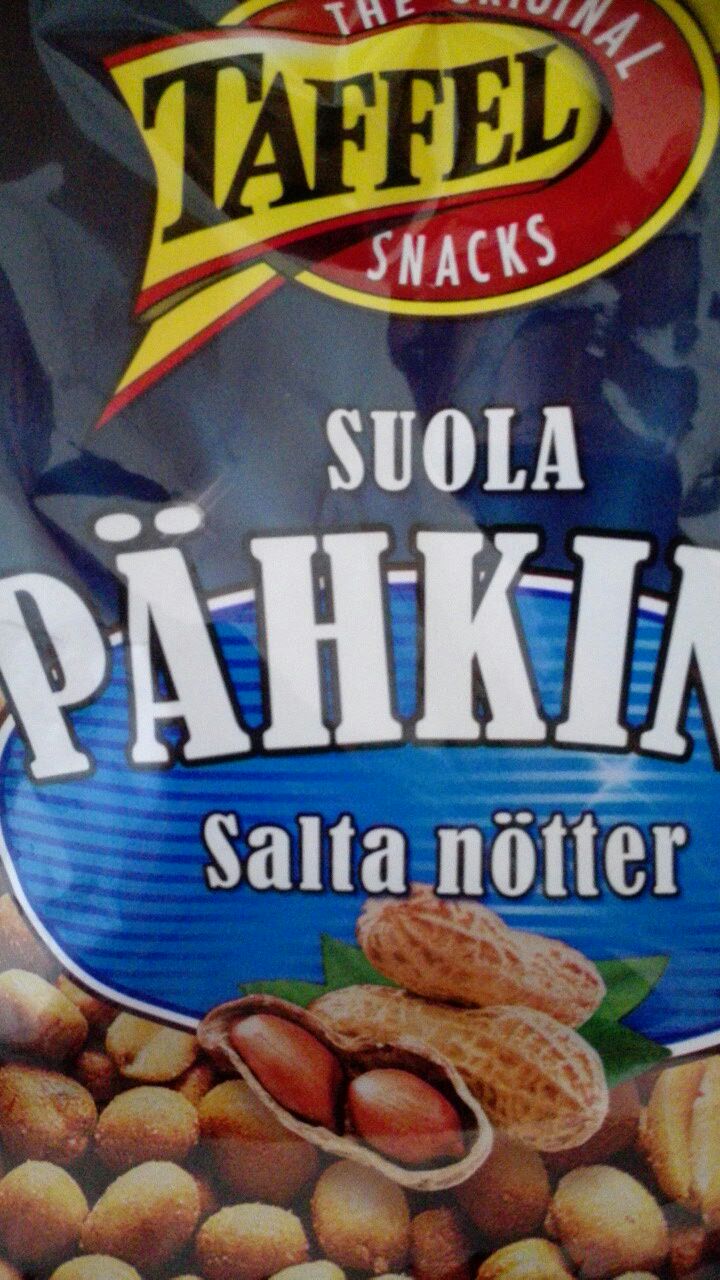 THE ORIGINAL
TAFFEL
SNACKS
SUOLA
PÄHKIN
Salta nötter